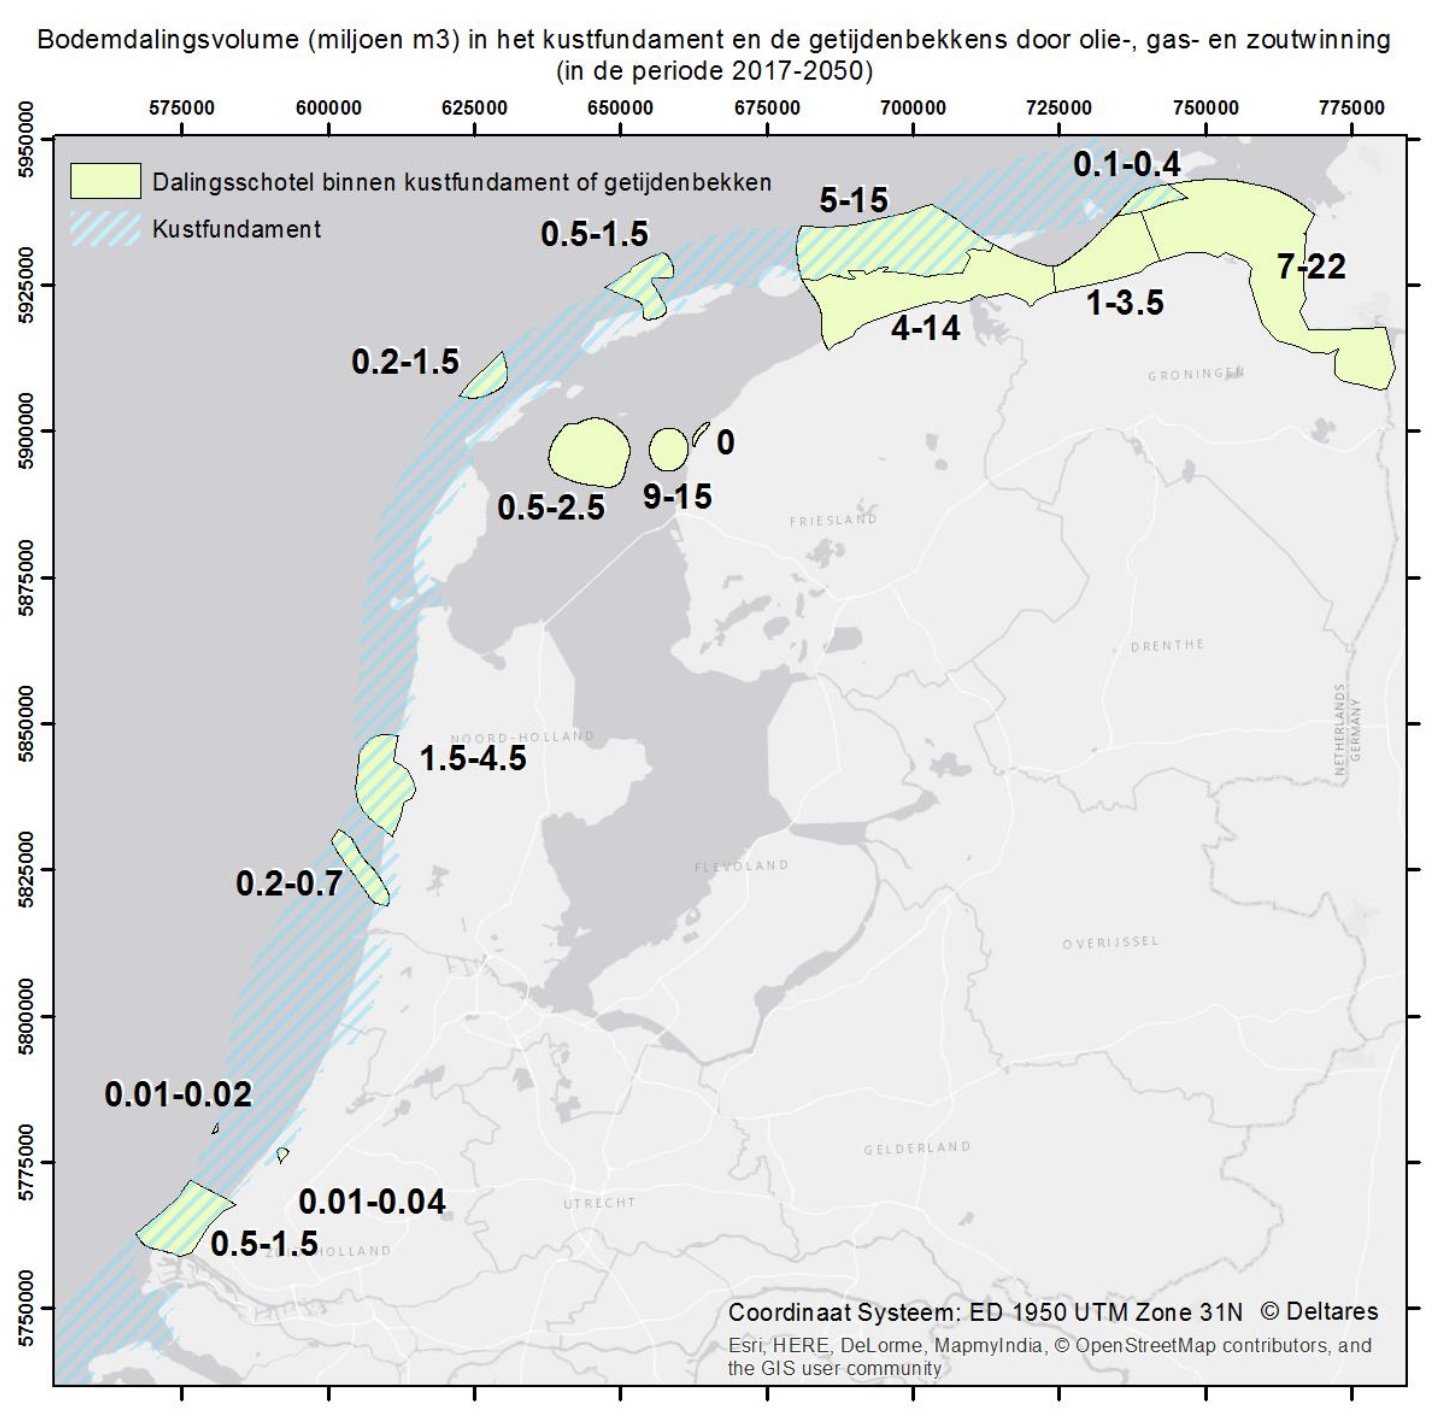 Bodemdalingsvolume (miljoen m3) in het kustfundament en de getijdenbekkens door olie-, gas- en zoutwinning
(in de periode 2017-2050)
575000 600000 625000 650000 675000 700000 725000 750000 775000
5950000
Dalingsschotel binnen kustfundament of getijdenbekken
Kustfundament
0.1-0.4
5-15
0.5-1.5
7-22
5925000
1-3.5
4-14
0.2-1.5
GRONINGEN
5900000
0
9-15
0.5-2.5
FRIESLAND
5875000
DRENTHE
5850000
NETHERLANDS
GERMANY
NOORD-HOLLAND
1.5-4.5
FLEVOLAND
5825000
0.2-0.7
OVERIJSSEL
5800000
0.01-0.02
GELDERLAND
5775000
0.01-0.04
UTRECHT
0.5-1.5
HOLLAND
5750000
Coordinaat Systeem: ED 1950 UTM Zone 31N © Deltares
Esri, HERE, DeLorme, MapmyIndia, © OpenStreetMap contributors, and
the GIS user community